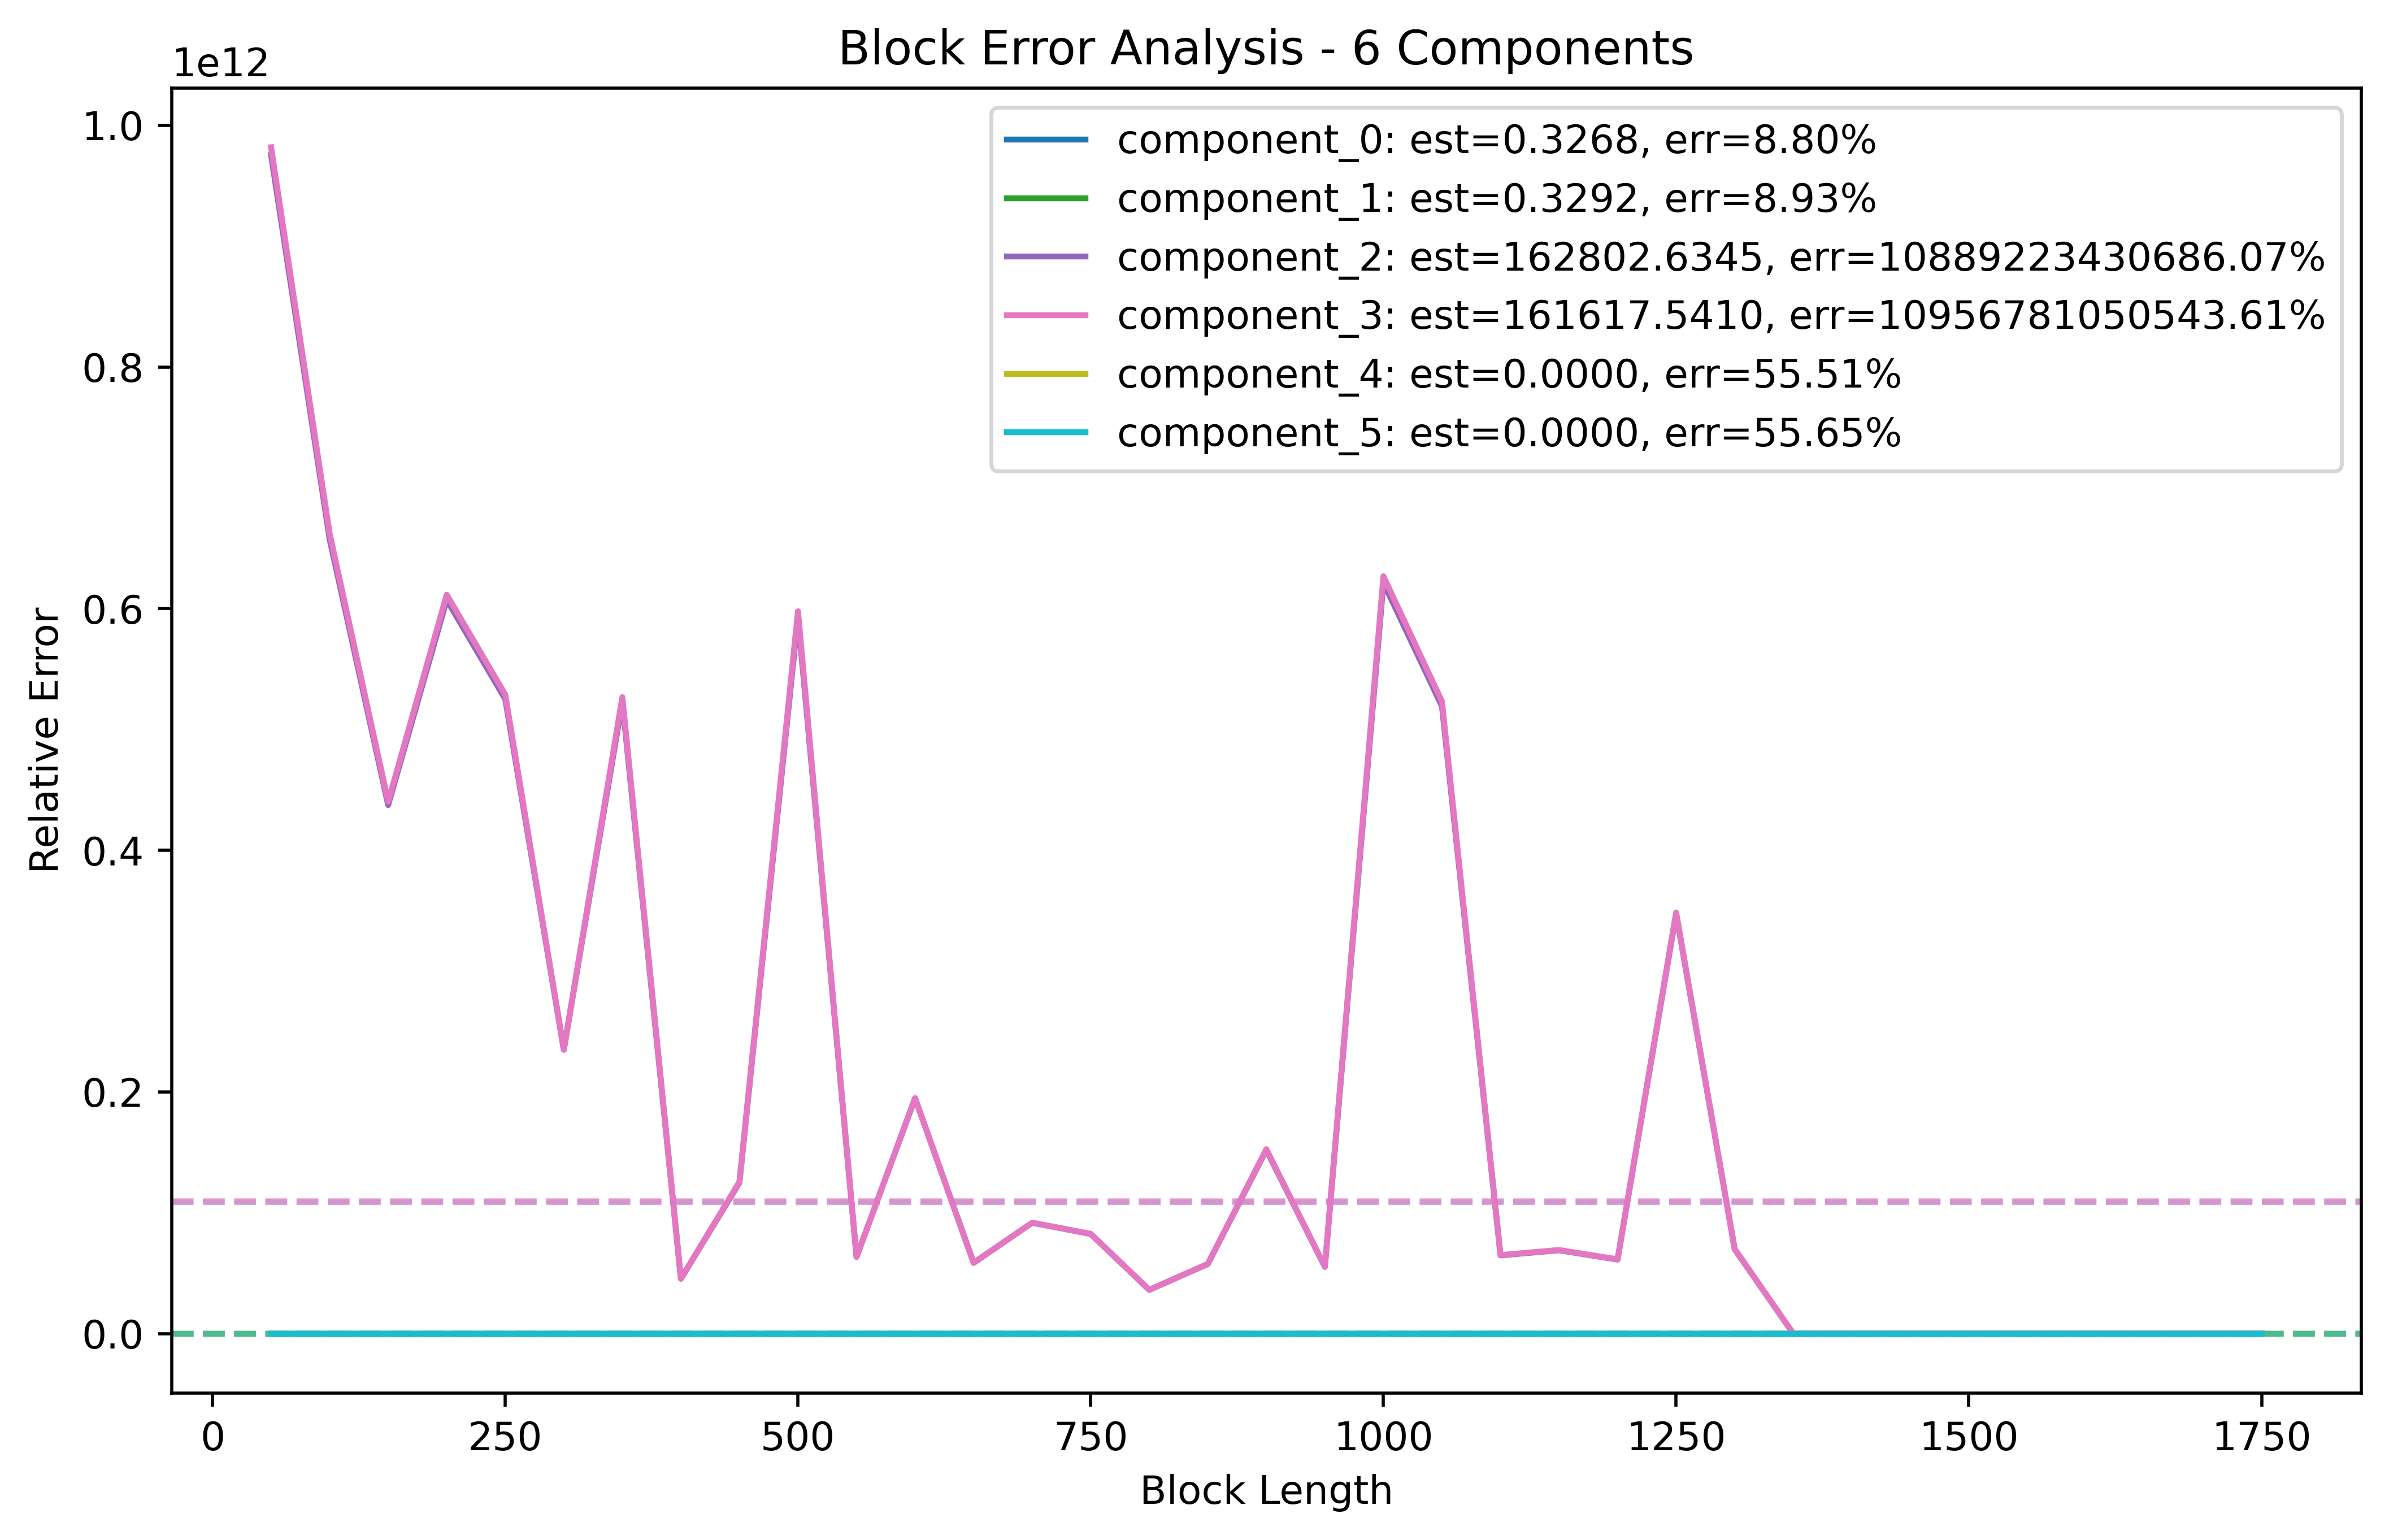 Block Error Analysis - 6 Components
1e12
1.0
0.8
0.6
0.4
0.2
0.0
Relative Error
component_0: est=0.3268, err=8.80%
component_1: est=0.3292, err=8.93%
component_2: est=162802.6345, err=10889223430686.07%
component_3: est=161617.5410, err=10956781050543.61%
component_4: est=0.0000, err=55.51%
component_5: est=0.0000, err=55.65%
0 250 500 750 1000 1250 1500 1750
Block Length